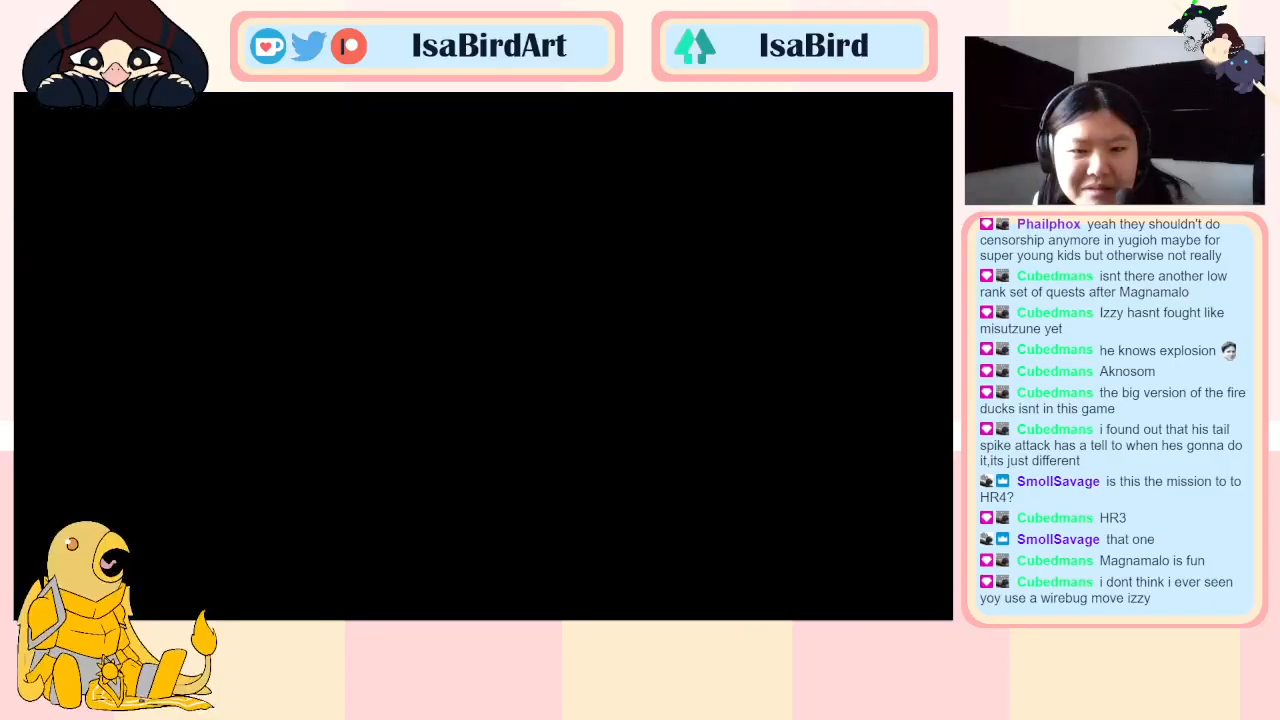 IsaBirdArt
IsaBird
Phailphox yeah they shouldn't do
censorship anymore in yugioh maybe for
super young kids but otherwise not really
Cubedmans isnt there another low
rank set of quests after Magnamalo
Cubedmans Izzy hasnt fought like
misutzune yet
Cubedmans he knows explosion
Cubedmans Aknosom
Cubedmans the big version of the fire
ducks isnt in this game
Cubedmans i found out that his tail
spike attack has a tell to when hes gonna do
it,its just different
SmollSavage is this the mission to to
HR4?
Cubedmans HR3
SmollSavage that one
Cubedmans Magnamalo is fun
Cubedmans i dont think i ever seen
yoy use a wirebug move izzy